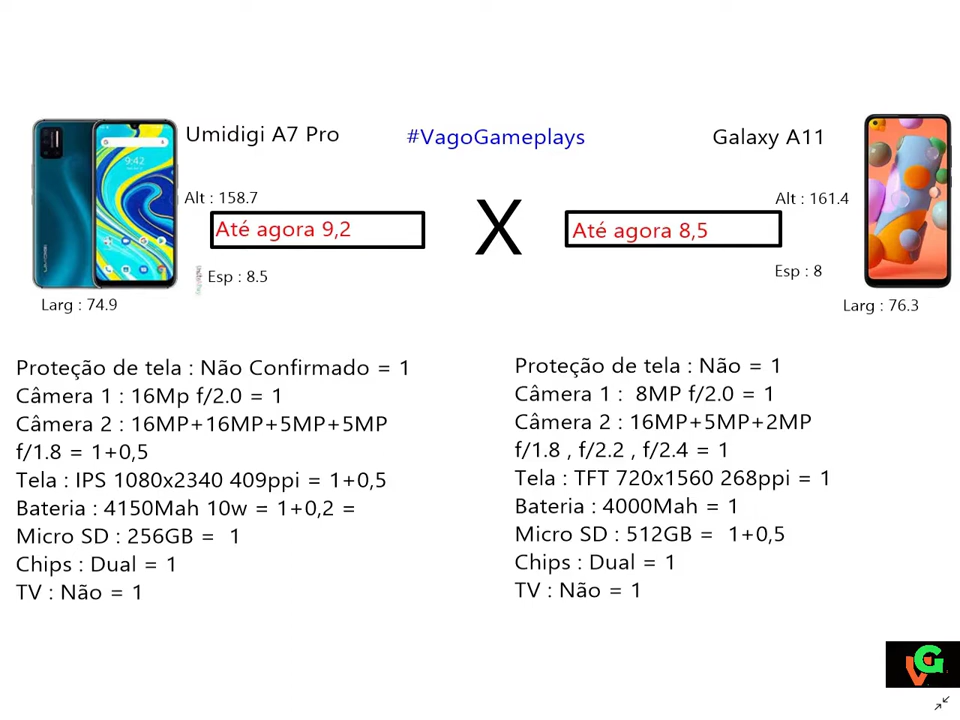 Umidigi A7 Pro
#VagoGameplays
Galaxy A11
Alt : 158.7
Alt : 161.4
Até agora 9,2
X
Até agora 8,5
Esp : 8.5
Esp : 8
Larg : 74.9
Larg : 76.3
Proteção de tela : Não Confirmado = 1
Câmera 1 : 16Mp f/2.0 = 1
Câmera 2 : 16MP+16MP+5MP+5MP
f/1.8 = 1+0,5
Tela : IPS 1080x2340 409ppi = 1+0,5
Bateria : 4150Mah 10w = 1+0,2 =
Micro SD : 256GB = 1
Chips : Dual = 1
TV : Não = 1
Proteção de tela : Não = 1
Câmera 1 : 8MP f/2.0 = 1
Câmera 2 : 16MP+5MP+2MP
f/1.8 , f/2.2 , f/2.4 = 1
Tela : TFT 720x1560 268ppi = 1
Bateria : 4000Mah = 1
Micro SD : 512GB = 1+0,5
Chips : Dual = 1
TV : Não = 1
VG